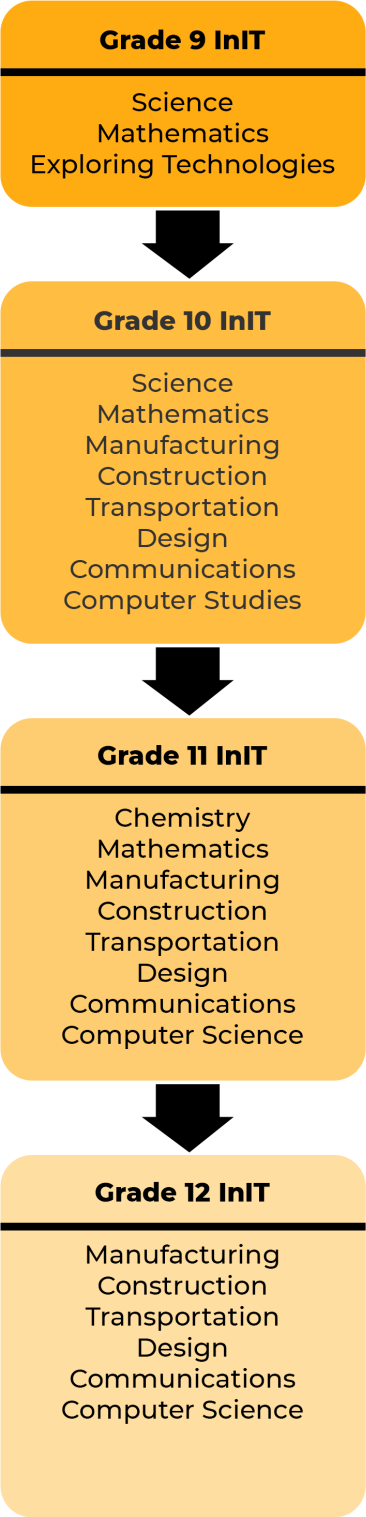 Grade 9 InIT
Science
Mathematics
Exploring Technologies
Grade 10 InIT
Science
Mathematics
Manufacturing
Construction
Transportation
Design
Communications
Computer Studies
Grade 11 InIT
Chemistry
Mathematics
Manufacturing
Construction
Transportation
Design
Communications
Computer Science
Grade 12 InIT
Manufacturing
Construction
Transportation
Design
Communications
Computer Science